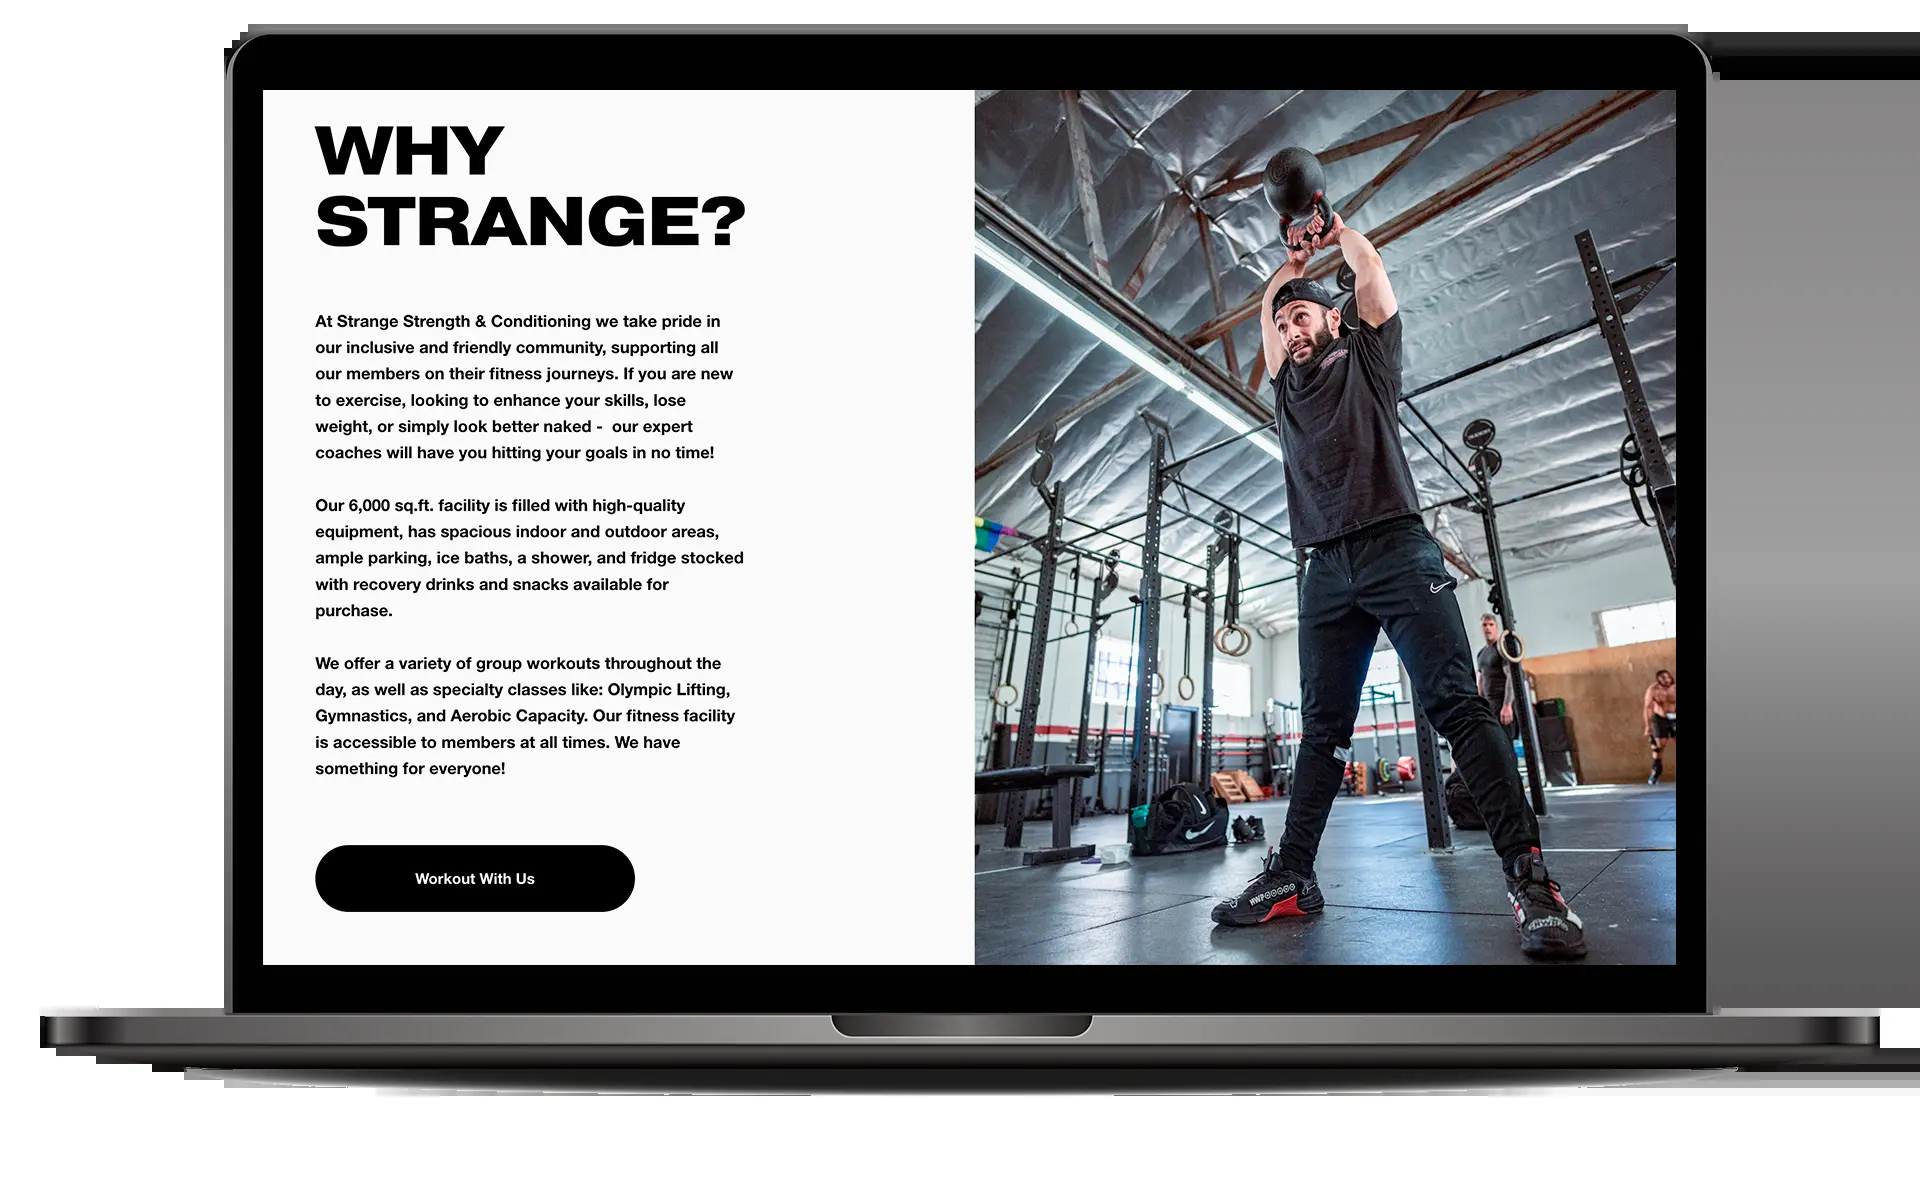 WHY
STRANGE?
At Strange Strength & Conditioning we take pride in
our inclusive and friendly community, supporting all
our members on their fitness journeys. If you are new
to exercise, looking to enhance your skills, lose
weight, or simply look better naked -  our expert
coaches will have you hitting your goals in no time!
Our 6,000 sq.ft. facility is filled with high-quality
equipment, has spacious indoor and outdoor areas,
ample parking, ice baths, a shower, and fridge stocked
with recovery drinks and snacks available for
purchase.
We offer a variety of group workouts throughout the
day, as well as specialty classes like: Olympic Lifting,
Gymnastics, and Aerobic Capacity. Our fitness facility
is accessible to members at all times. We have
something for everyone!
Workout With Us